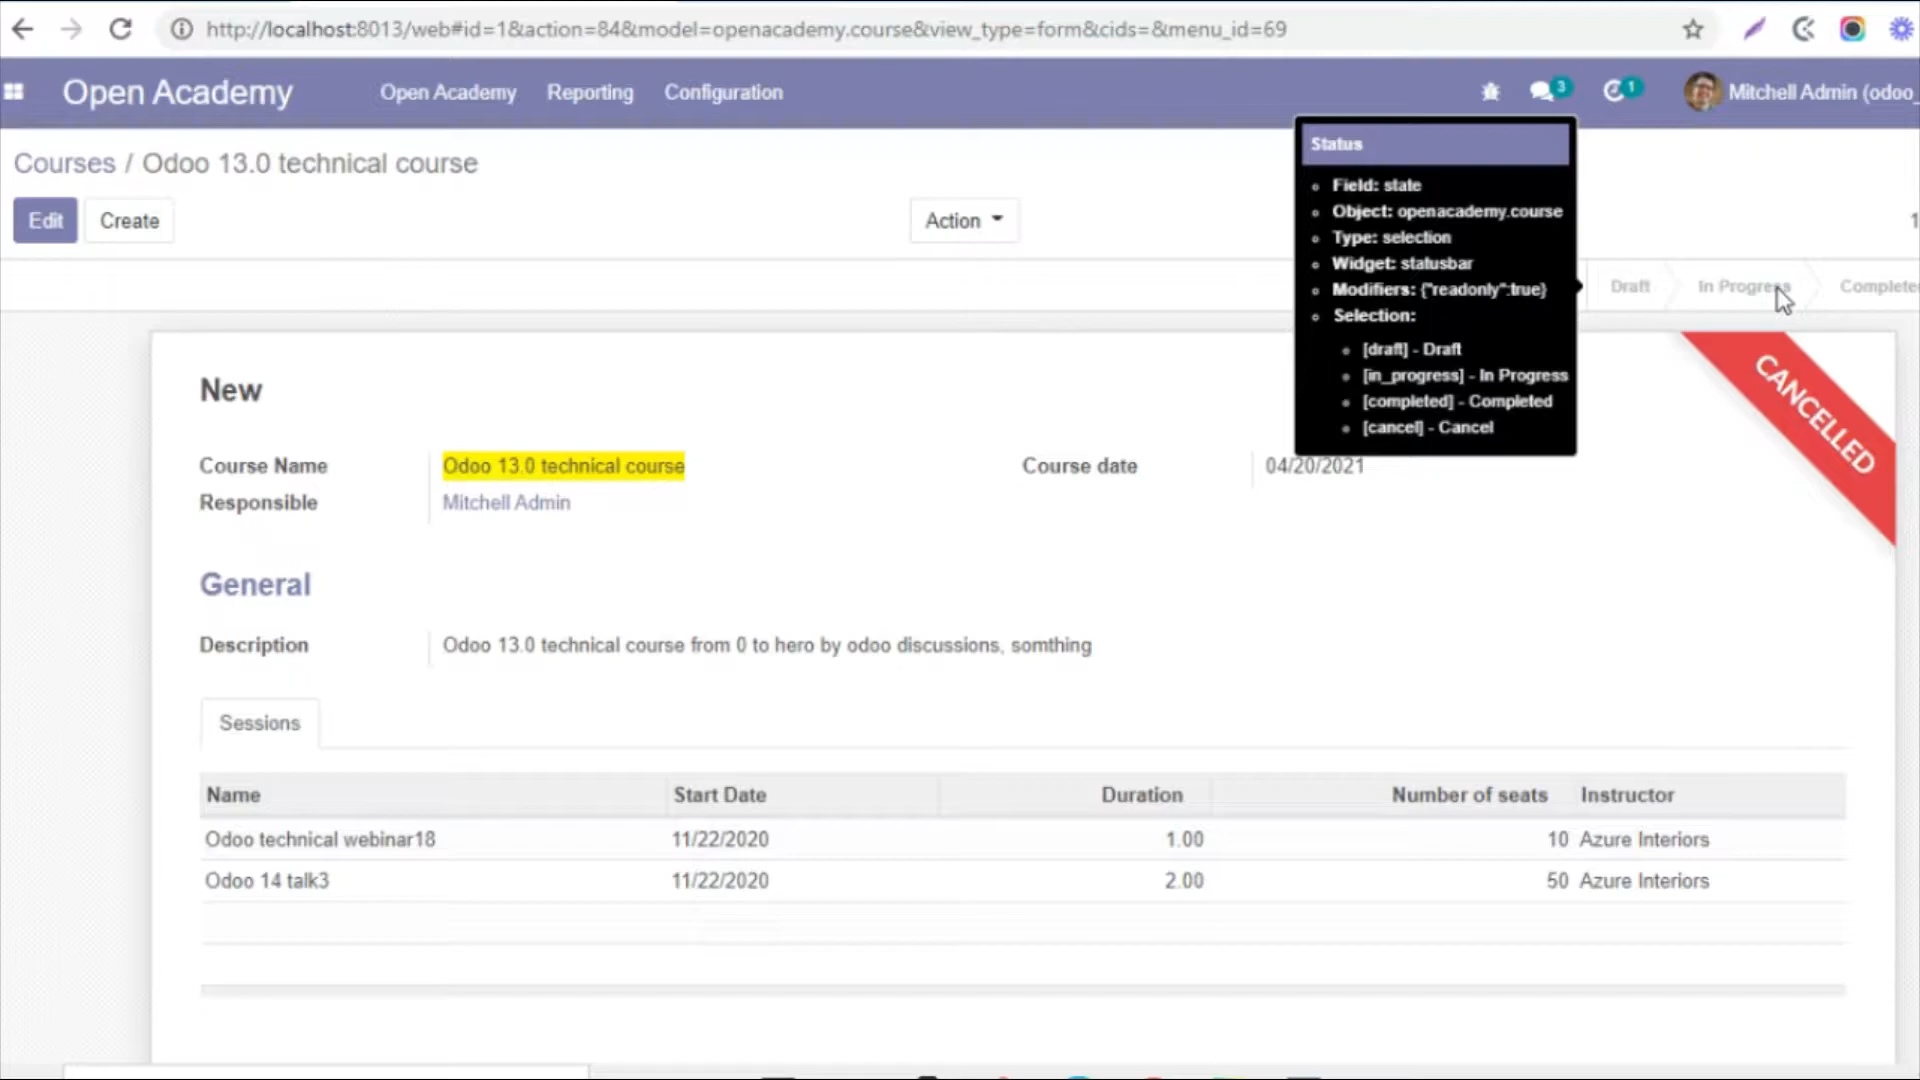 http://localhost:8013/web#id=1&action=84&model=openacademy.course&view_type=form&cids=&menu_id=69
Open Academy Open Academy Reporting Configuration 3 1 Mitchell Admin (odoo_
Courses / Odoo 13.0 technical course
Edit Create Action
Status
Field: state
Object: openacademy.course
Type: selection
Widget: statusbar
Modifiers: {"readonly":true}
Selection:
[draft] - Draft
[in_progress] - In Progress
[completed] - Completed
[cancel] - Cancel
Draft In Progress Completed
CANCELLED
New
Course Name Odoo 13.0 technical course Course date 04/20/2021
Responsible Mitchell Admin
General
Description Odoo 13.0 technical course from 0 to hero by odoo discussions, somthing
Sessions
Name Start Date Duration Number of seats Instructor
Odoo technical webinar18 11/22/2020 1.00 10 Azure Interiors
Odoo 14 talk3 11/22/2020 2.00 50 Azure Interiors